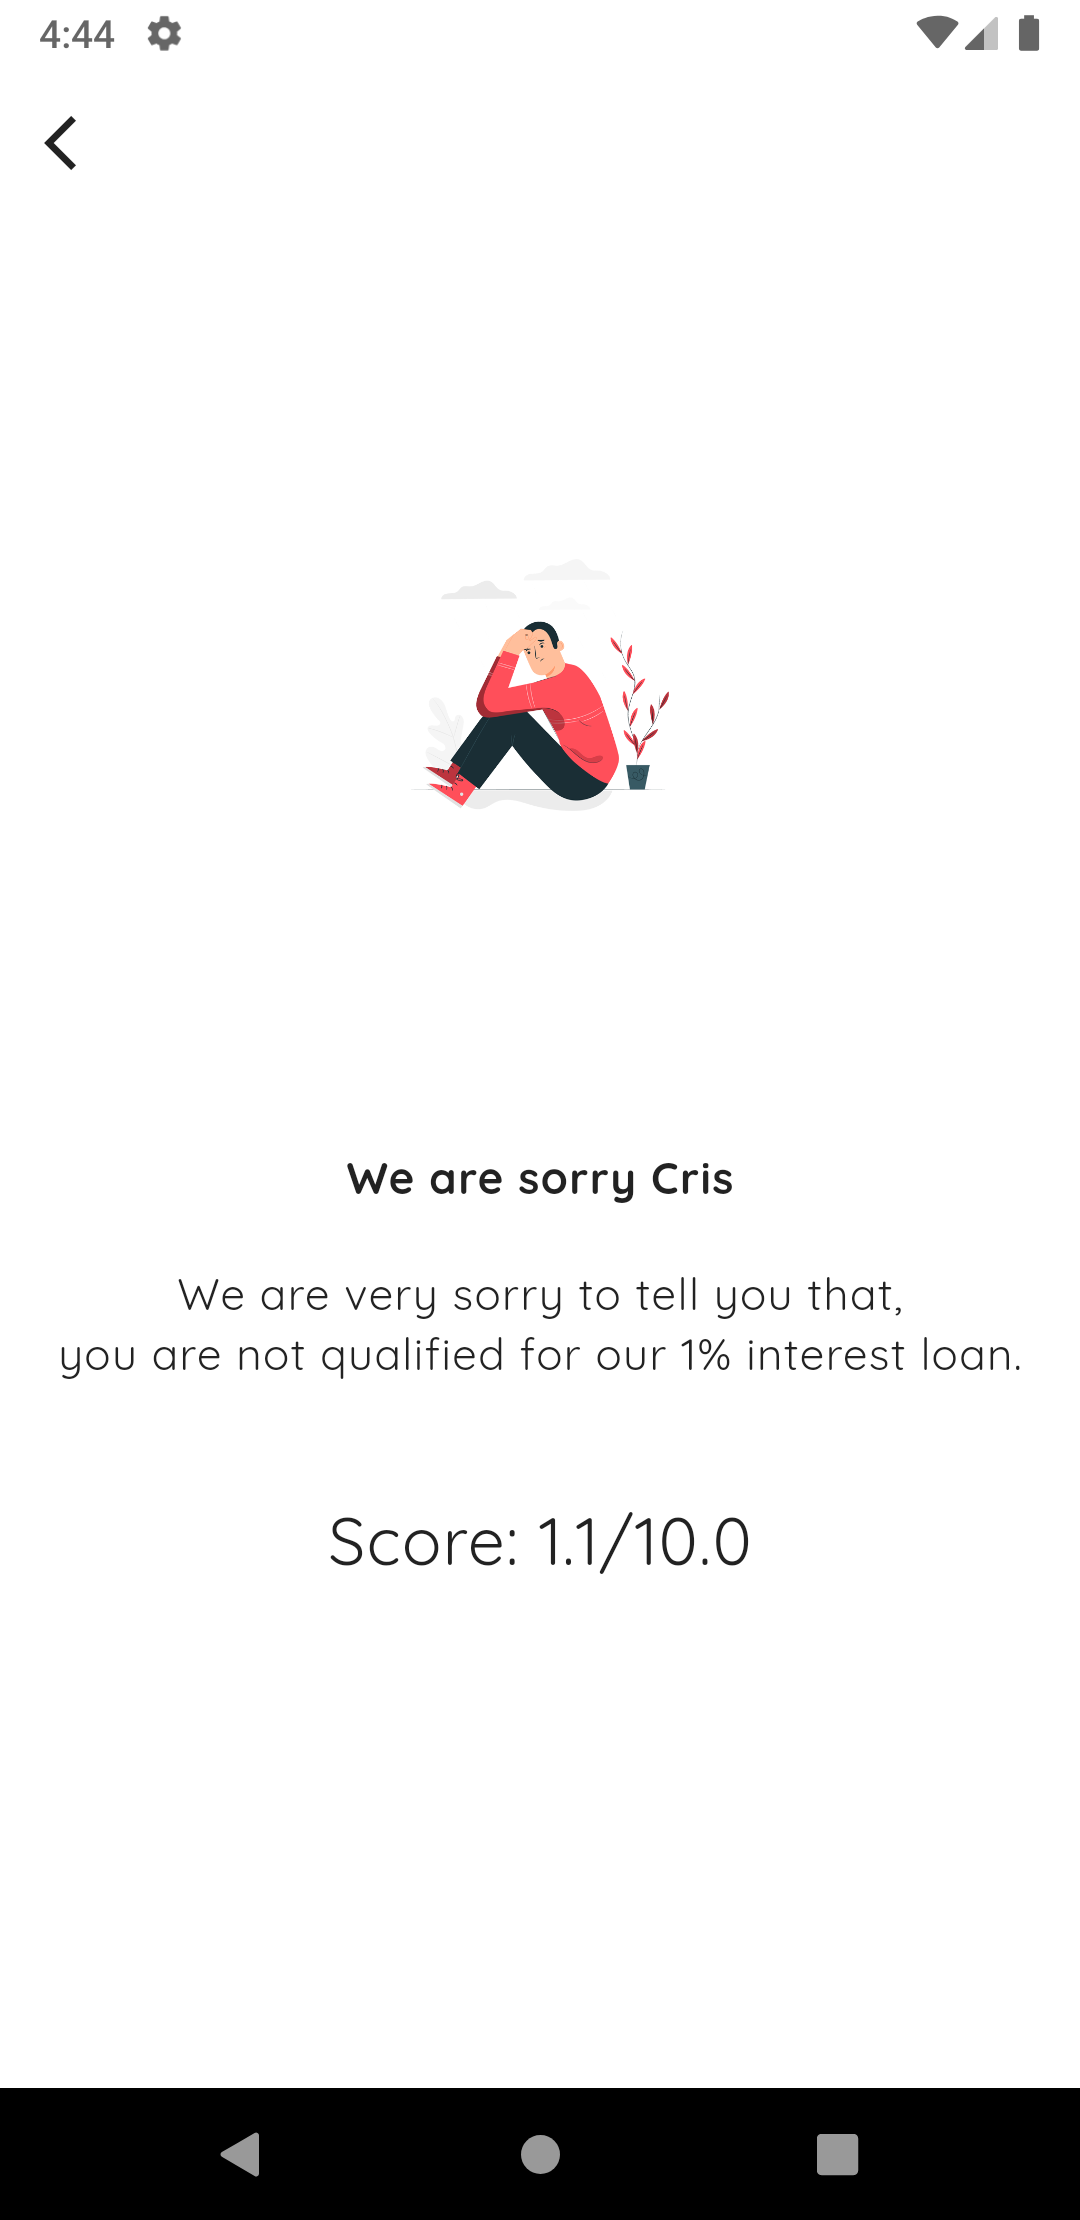 4:44
We are sorry Cris
We are very sorry to tell you that,
you are not qualified for our 1% interest loan.
Score: 1.1/10.0